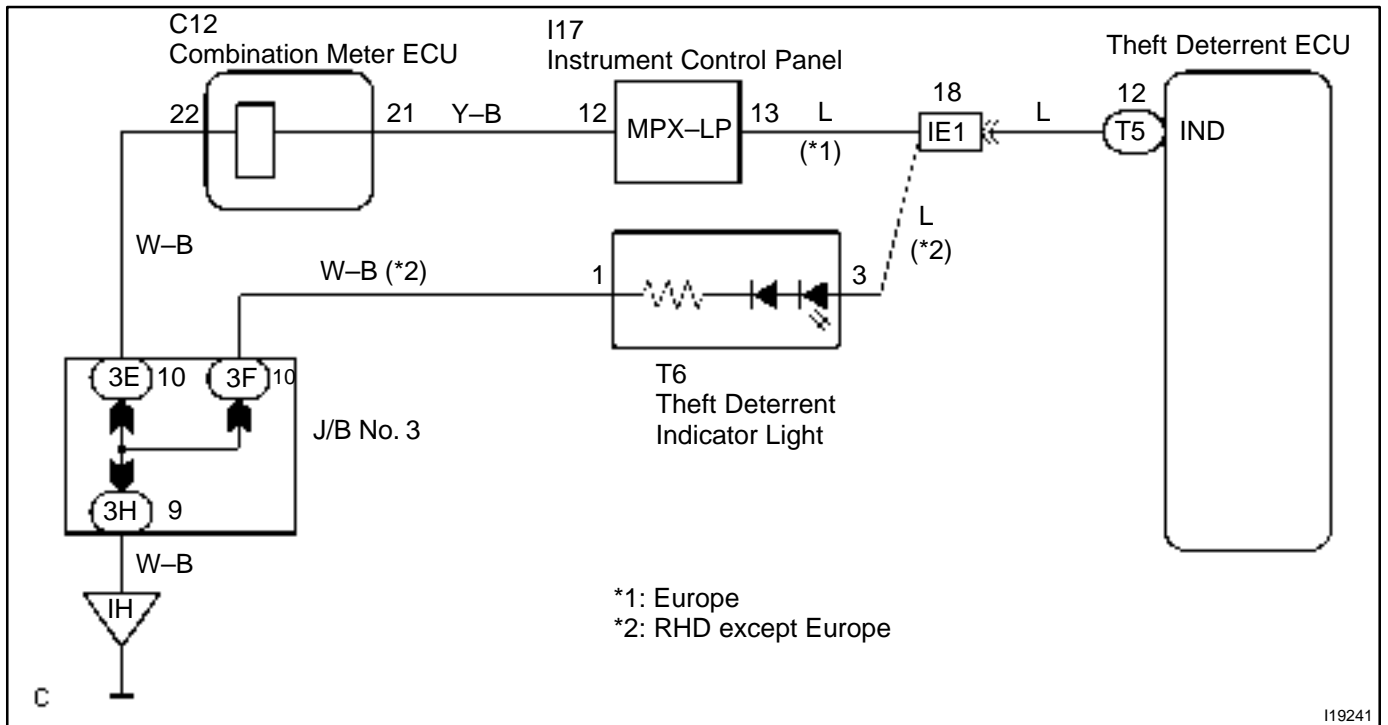 C12
Combination Meter ECU
I17
Instrument Control Panel
Theft Deterrent ECU
22
21
Y–B
12
MPX–LP
13
L
(*1)
18
IE1
L
12
T5
IND
W–B
L
(*2)
W–B (*2)
1
3
T6
Theft Deterrent
Indicator Light
3E
10
3F
10
J/B No. 3
3H
9
W–B
IH
*1: Europe
*2: RHD except Europe
C
I19241